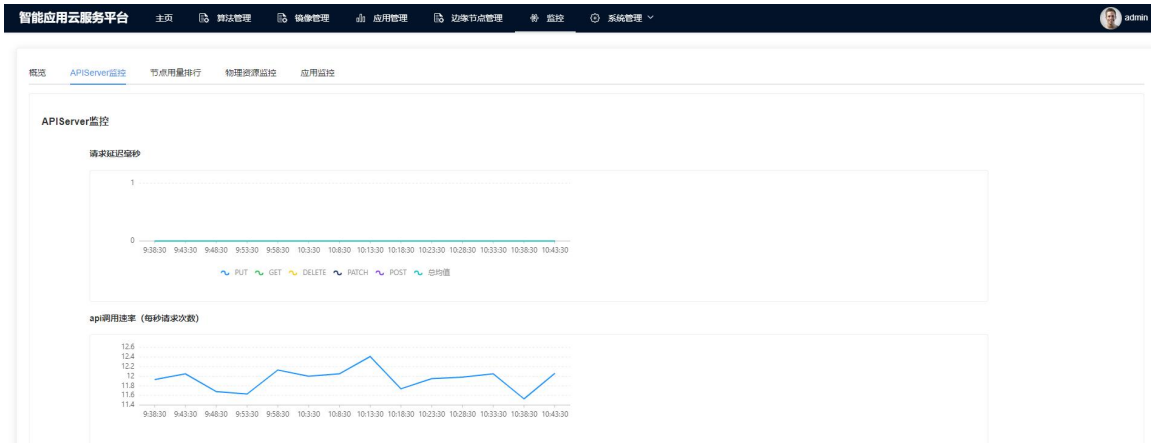 智能应用云服务平台 主页 算法管理 镜像管理 应用管理 边缘节点管理 监控 系统管理 admin
概览 APIServer监控 节点用量排行 物理资源监控 应用监控
APIServer监控
请求延迟毫秒
1
0
9:38:30 9:43:30 9:48:30 9:53:30 9:58:30 10:3:30 10:8:30 10:13:30 10:18:30 10:23:30 10:28:30 10:33:30 10:38:30 10:43:30
PUT GET DELETE PATCH POST 总均值
api调用速率（每秒请求次数）
12.6
12.4
12.2
12
11.8
11.6
11.4
9:38:30 9:43:30 9:48:30 9:53:30 9:58:30 10:3:30 10:8:30 10:13:30 10:18:30 10:23:30 10:28:30 10:33:30 10:38:30 10:43:30